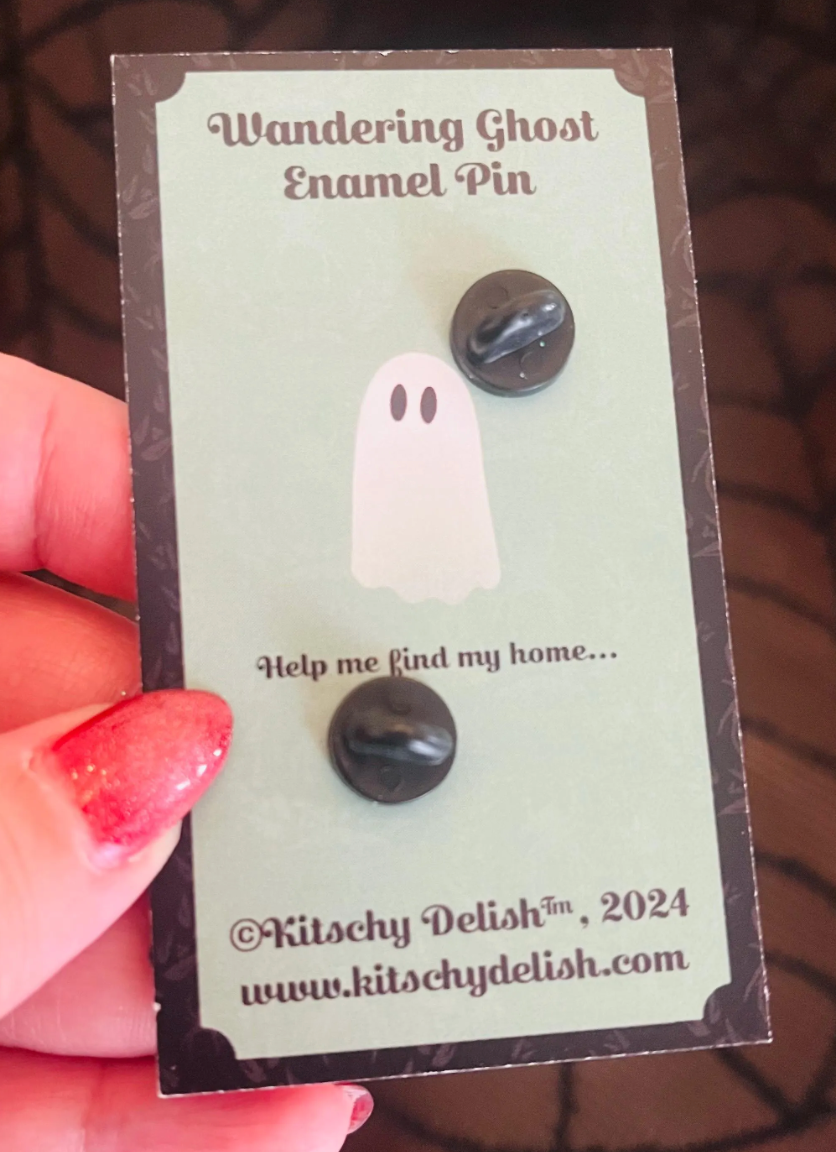 Wandering Ghost
Enamel Pin
Help me find my home...
©Kitschy Delish™, 2024
www.kitschydelish.com